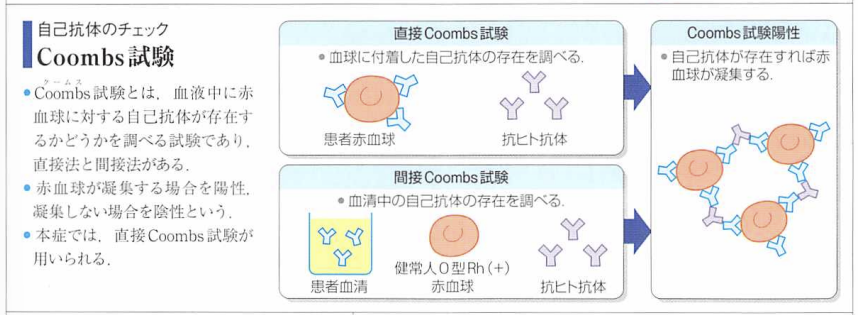 自己抗体のチェック
Coombs試験
クームス
● Coombs試験とは，血液中に赤
血球に対する自己抗体が存在す
るかどうかを調べる試験であり，
直接法と間接法がある．
● 赤血球が凝集する場合を陽性，
凝集しない場合を陰性という．
● 本症では，直接Coombs試験が
用いられる．
直接Coombs試験
● 血球に付着した自己抗体の存在を調べる．
患者赤血球
抗ヒト抗体
間接Coombs試験
● 血清中の自己抗体の存在を調べる．
患者血清
健常人O型Rh（+）
赤血球
抗ヒト抗体
Coombs試験陽性
● 自己抗体が存在すれば赤
血球が凝集する．